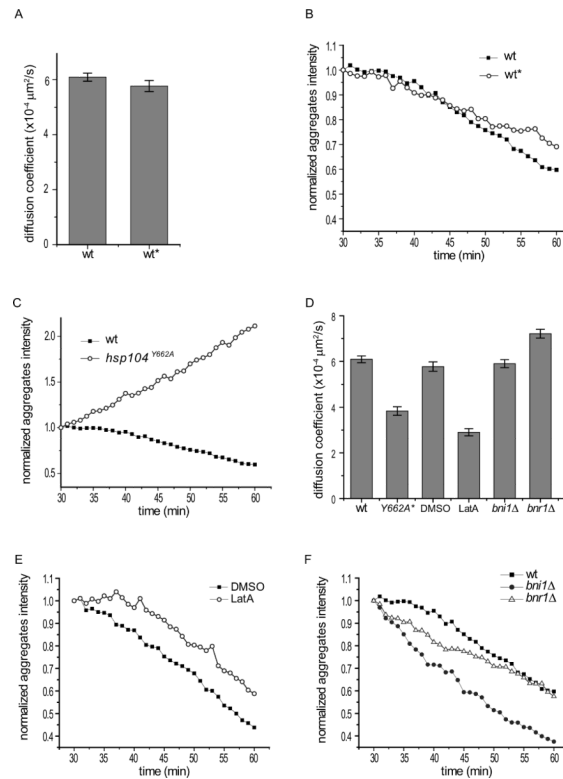 A
diffusion coefficient (x10⁻⁴ μm²/s)
6
4
2
0
wt
wt*
B
normalized aggregates intensity
1.1
1.0
0.9
0.8
0.7
0.6
0.5
0.4
wt
wt*
30 35 40 45 50 55 60
time (min)
C
normalized aggregates intensity
2.0
1.5
1.0
0.5
wt
hsp104 Y662A
30 35 40 45 50 55 60
time (min)
D
diffusion coefficient (x10⁻⁴ μm²/s)
8
6
4
2
0
wt Y662A* DMSO LatA bni1Δ bnr1Δ
E
normalized aggregates intensity
1.1
1.0
0.9
0.8
0.7
0.6
0.5
0.4
DMSO
LatA
30 35 40 45 50 55 60
time (min)
F
normalized aggregates intensity
1.1
1.0
0.9
0.8
0.7
0.6
0.5
0.4
wt
bni1Δ
bnr1Δ
30 35 40 45 50 55 60
time (min)